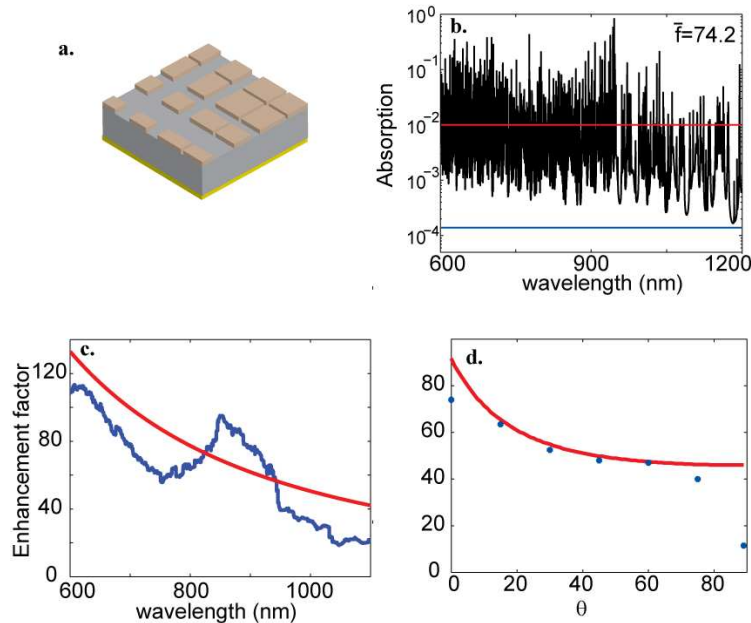 a.
b.
f̄=74.2
10⁰
10⁻¹
10⁻²
10⁻³
10⁻⁴
Absorption
600
900
1200
wavelength (nm)
c.
120
80
40
0
Enhancement factor
600
800
1000
wavelength (nm)
d.
80
60
40
20
0
0
20
40
60
80
θ